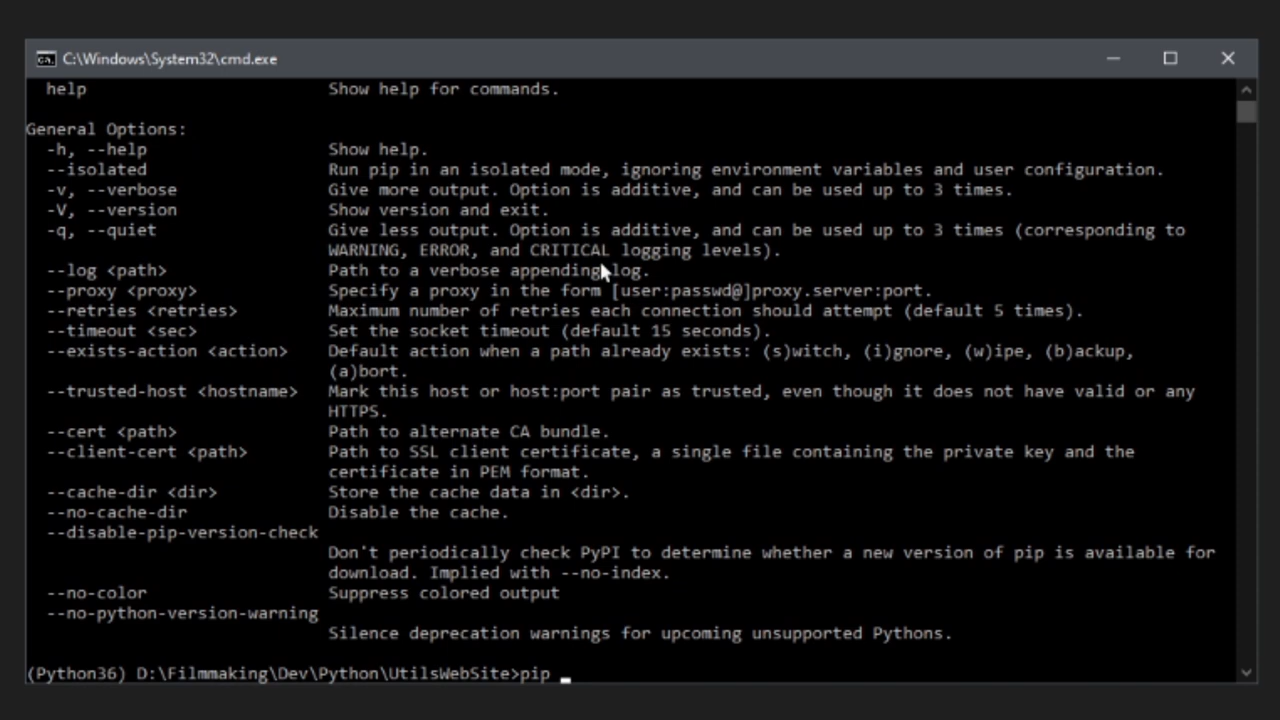 C:\Windows\System32\cmd.exe
help Show help for commands.
General Options:
-h, --help Show help.
--isolated Run pip in an isolated mode, ignoring environment variables and user configuration.
-v, --verbose Give more output. Option is additive, and can be used up to 3 times.
-V, --version Show version and exit.
-q, --quiet Give less output. Option is additive, and can be used up to 3 times (corresponding to
WARNING, ERROR, and CRITICAL logging levels).
--log <path> Path to a verbose appending log.
--proxy <proxy> Specify a proxy in the form [user:passwd@]proxy.server:port.
--retries <retries> Maximum number of retries each connection should attempt (default 5 times).
--timeout <sec> Set the socket timeout (default 15 seconds).
--exists-action <action> Default action when a path already exists: (s)witch, (i)gnore, (w)ipe, (b)ackup,
(a)bort.
--trusted-host <hostname> Mark this host or host:port pair as trusted, even though it does not have valid or any
HTTPS.
--cert <path> Path to alternate CA bundle.
--client-cert <path> Path to SSL client certificate, a single file containing the private key and the
certificate in PEM format.
--cache-dir <dir> Store the cache data in <dir>.
--no-cache-dir Disable the cache.
--disable-pip-version-check
Don't periodically check PyPI to determine whether a new version of pip is available for
download. Implied with --no-index.
--no-color Suppress colored output
--no-python-version-warning
Silence deprecation warnings for upcoming unsupported Pythons.
(Python36) D:\Filmmaking\Dev\Python\UtilsWebSite>pip _